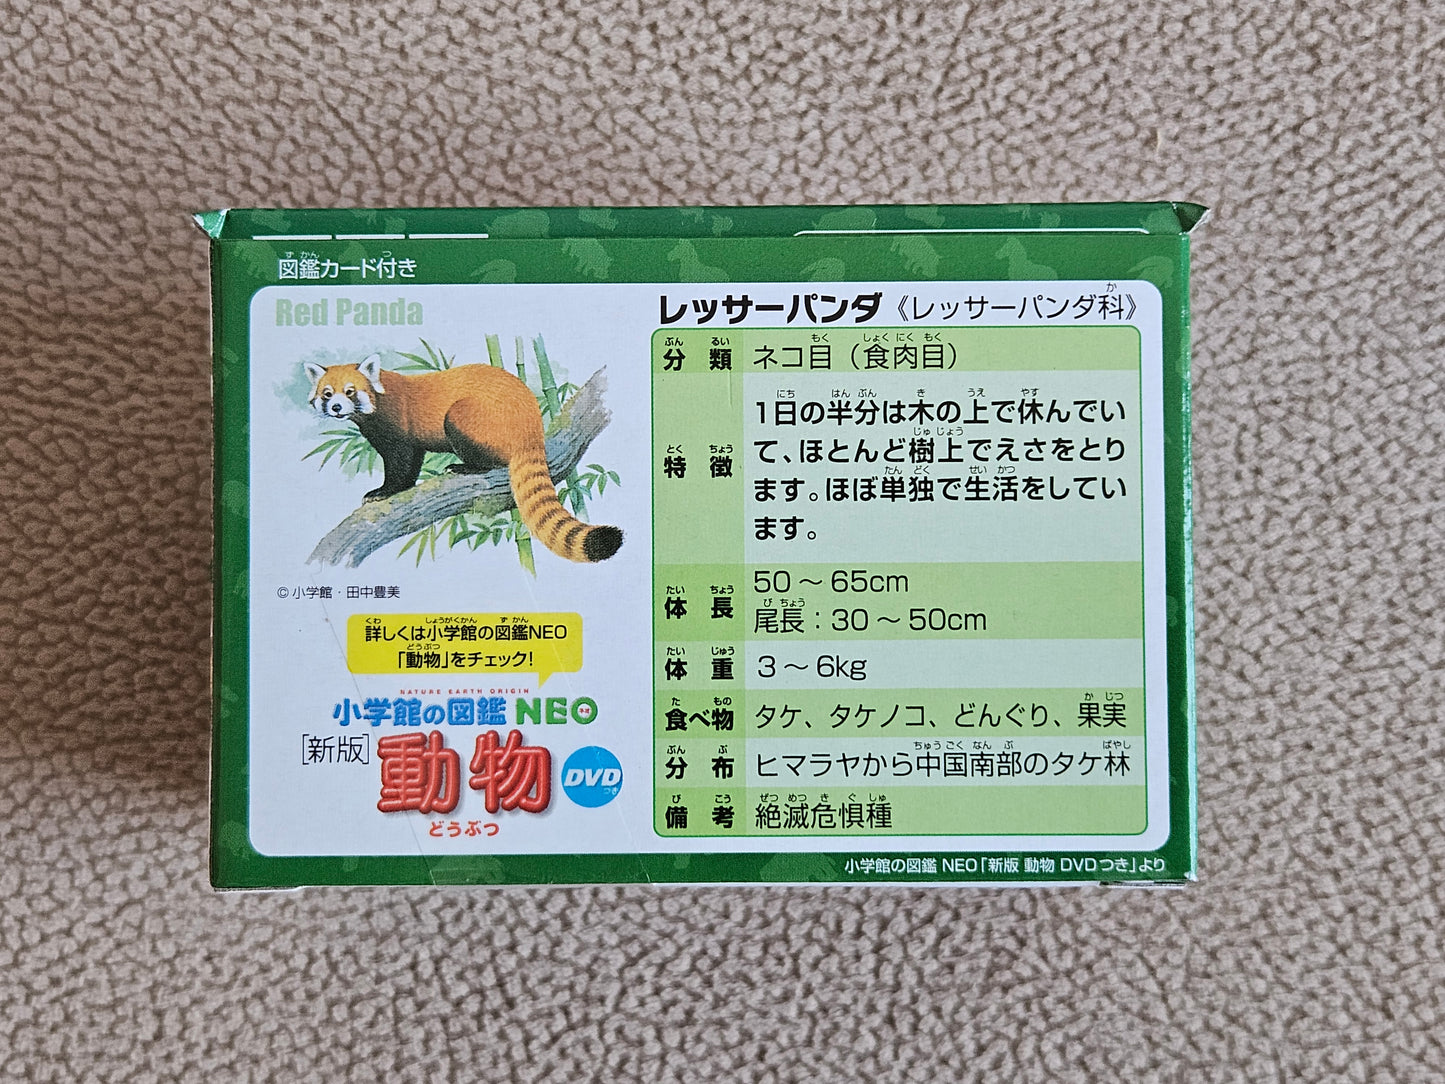 図鑑カード付き
Red Panda
© 小学館・田中豊美
詳しくは小学館の図鑑NEO
「動物」をチェック!
NATURE EARTH ORIGIN
小学館の図鑑 NEO ネオ
[新版] 動物 DVDつき
どうぶつ
レッサーパンダ《レッサーパンダ科》
分類 ネコ目(食肉目)
特徴
1日の半分は木の上で休んでい
て、ほとんど樹上でえさをとり
ます。ほぼ単独で生活をしてい
ます。
体長 50~65cm
尾長:30~50cm
体重 3~6kg
食べ物 タケ、タケノコ、どんぐり、果実
分布 ヒマラヤから中国南部のタケ林
備考 絶滅危惧種
小学館の図鑑 NEO「新版 動物 DVDつき」より